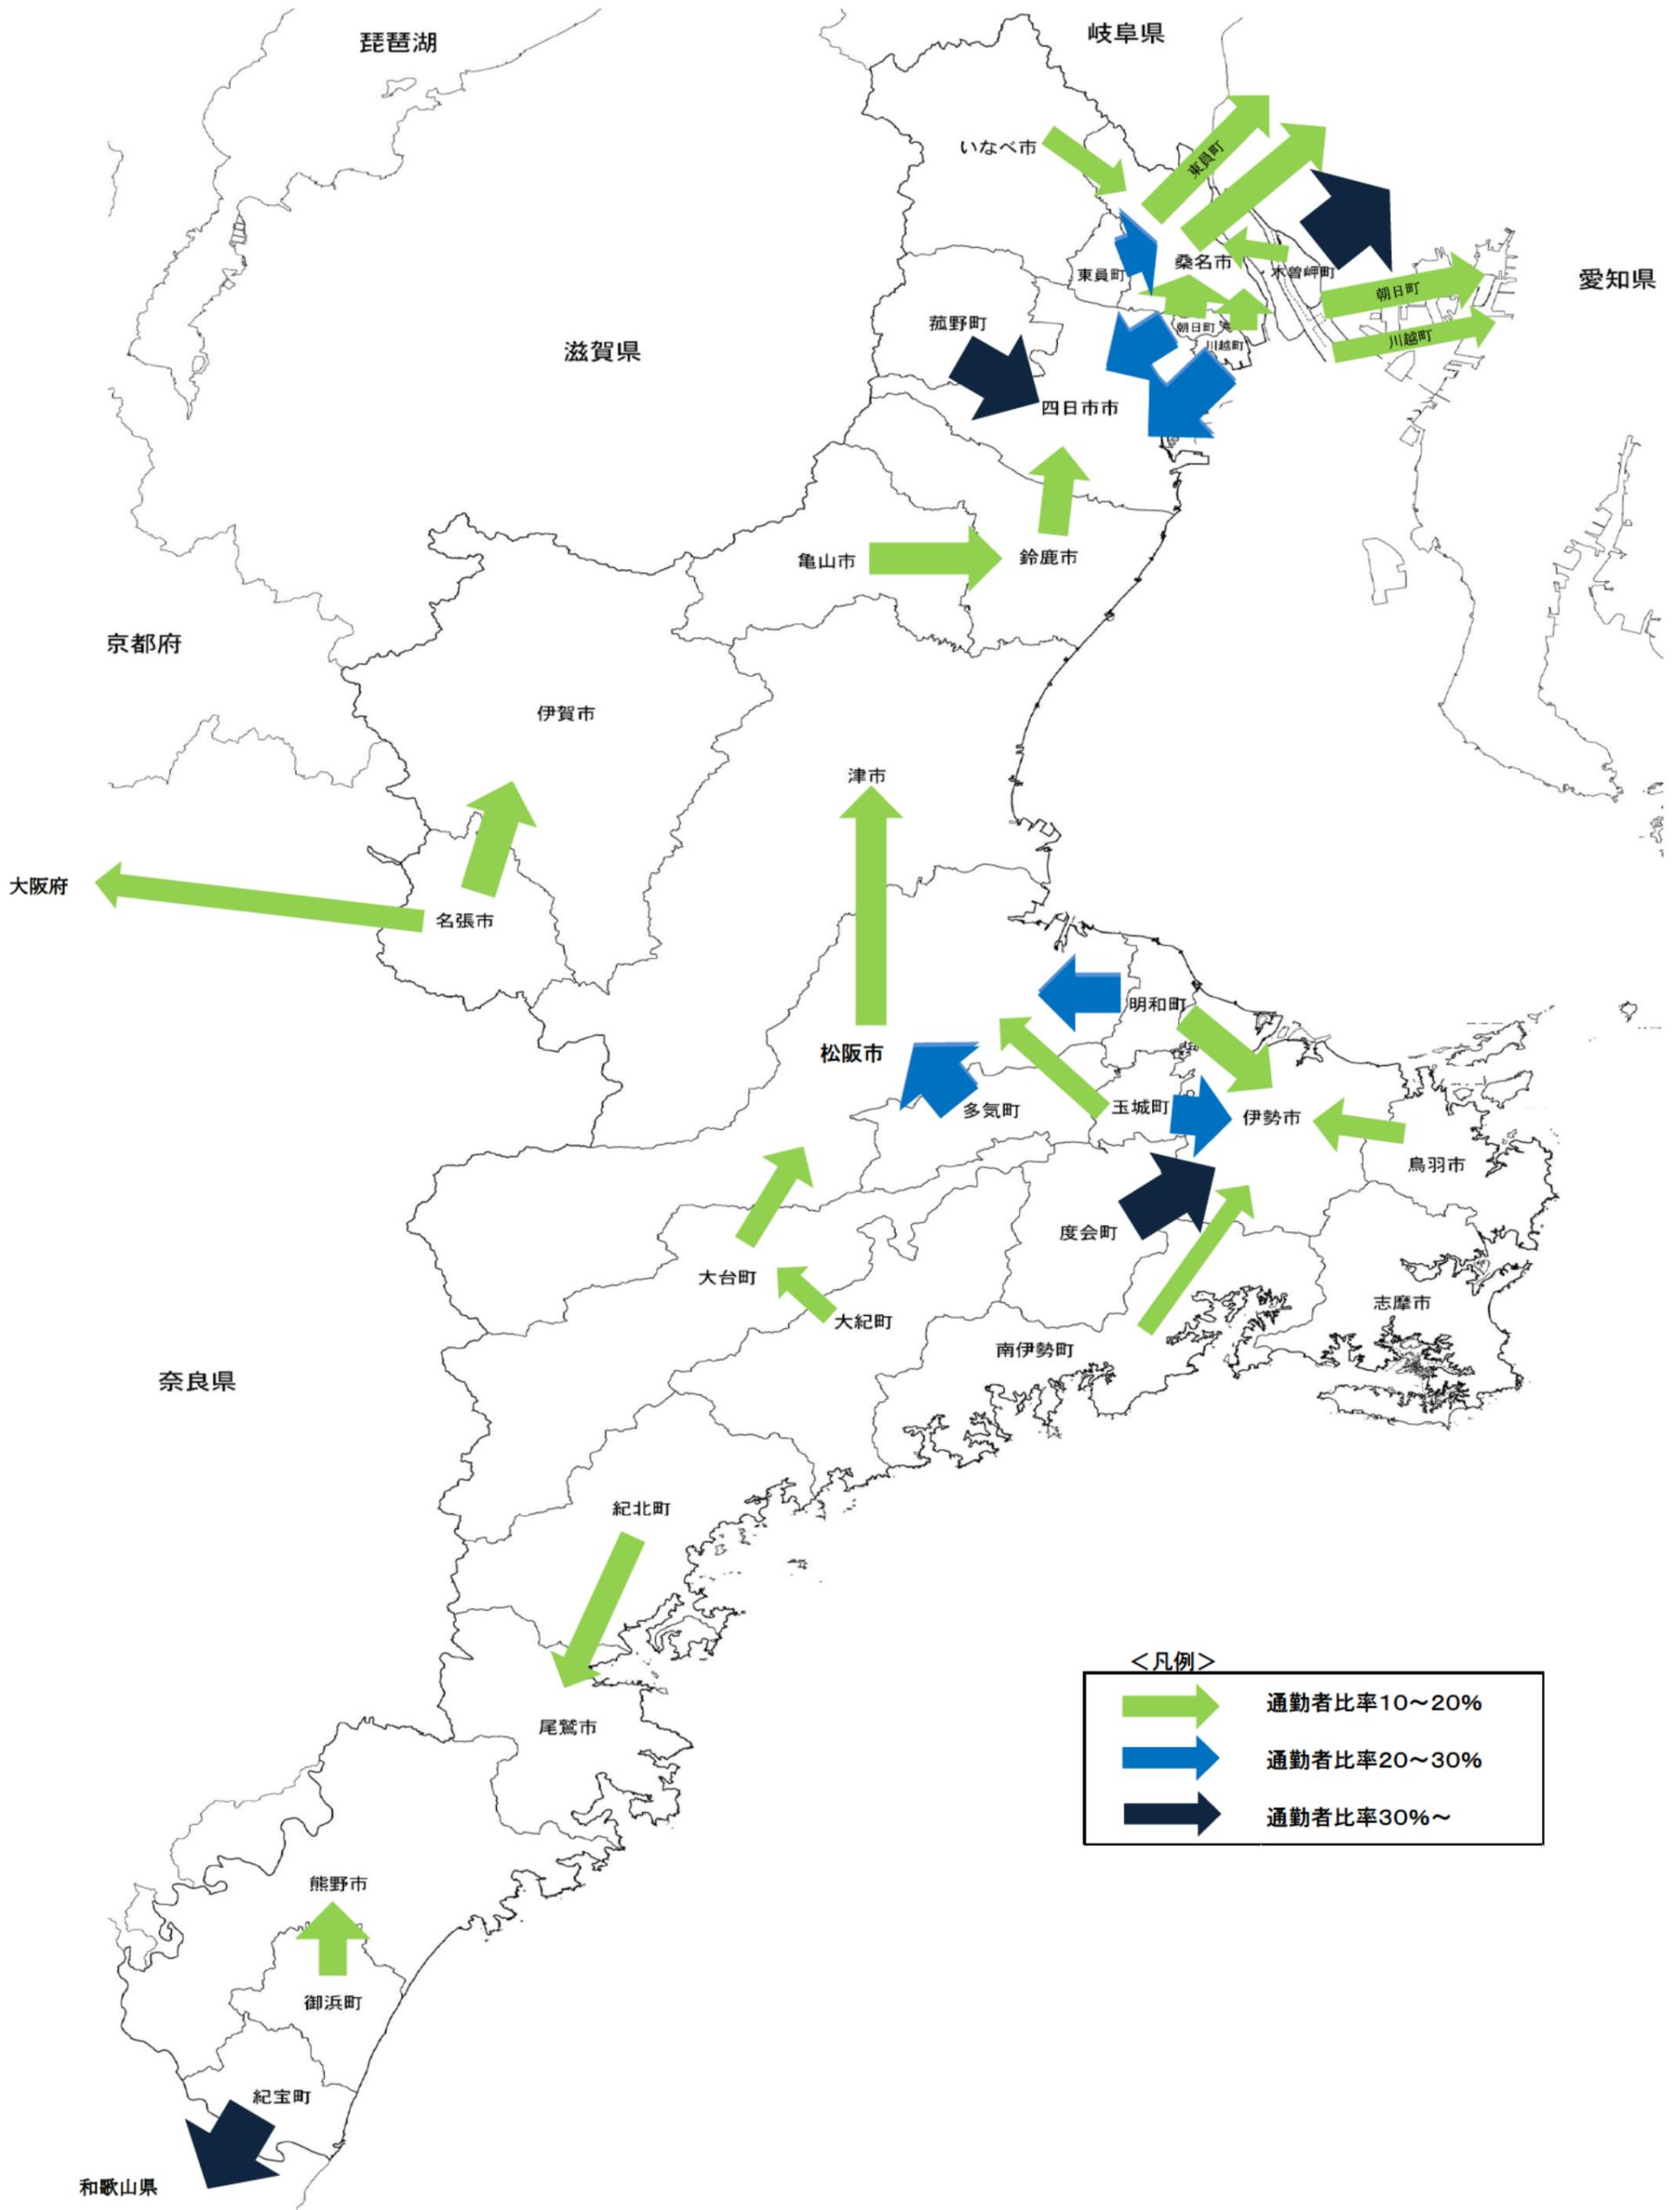 琵琶湖
岐阜県
いなべ市
東員町
東員町
桑名市
木曽岬町
愛知県
朝日町
川越町
朝日町
川越町
菰野町
滋賀県
四日市市
亀山市
鈴鹿市
京都府
伊賀市
津市
大阪府
名張市
明和町
松阪市
多気町
玉城町
伊勢市
鳥羽市
度会町
大台町
大紀町
志摩市
南伊勢町
奈良県
紀北町
尾鷲市
＜凡例＞
通勤者比率10～20%
通勤者比率20～30%
通勤者比率30%～
熊野市
御浜町
紀宝町
和歌山県